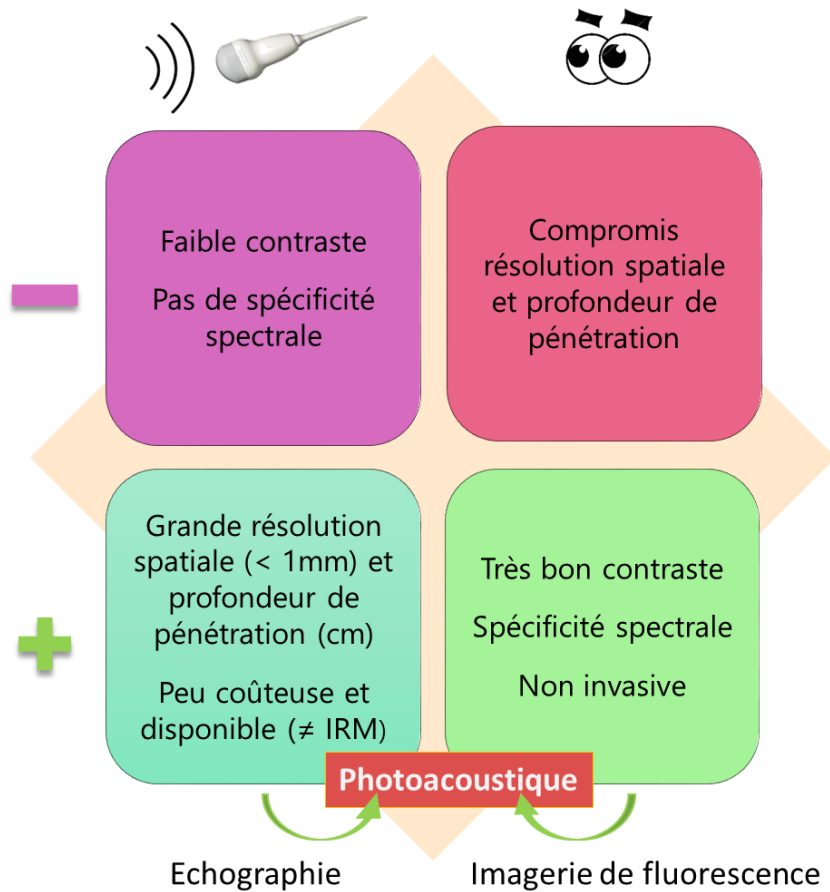 Faible contraste
Pas de spécificité
spectrale
Compromis
résolution spatiale
et profondeur de
pénétration
Grande résolution
spatiale (< 1mm) et
profondeur de
pénétration (cm)
Peu coûteuse et
disponible (≠ IRM)
Très bon contraste
Spécificité spectrale
Non invasive
Photoacoustique
Echographie
Imagerie de fluorescence